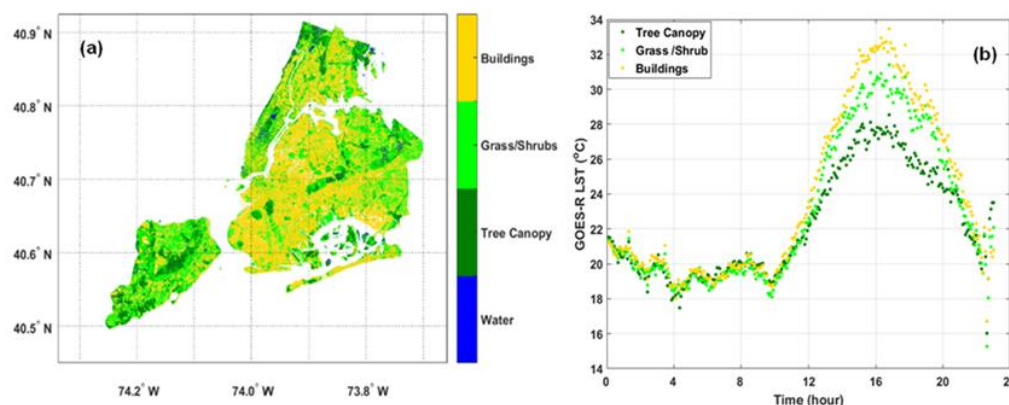 (a)
40.9° N
40.8° N
40.7° N
40.6° N
40.5° N
74.2° W
74.0° W
73.8° W
Buildings
Grass/Shrubs
Tree Canopy
Water
(b)
Tree Canopy
Grass /Shrub
Buildings
GOES-R LST (°C)
34
32
30
28
26
24
22
20
18
16
14
0
4
8
12
16
20
24
Time (hour)